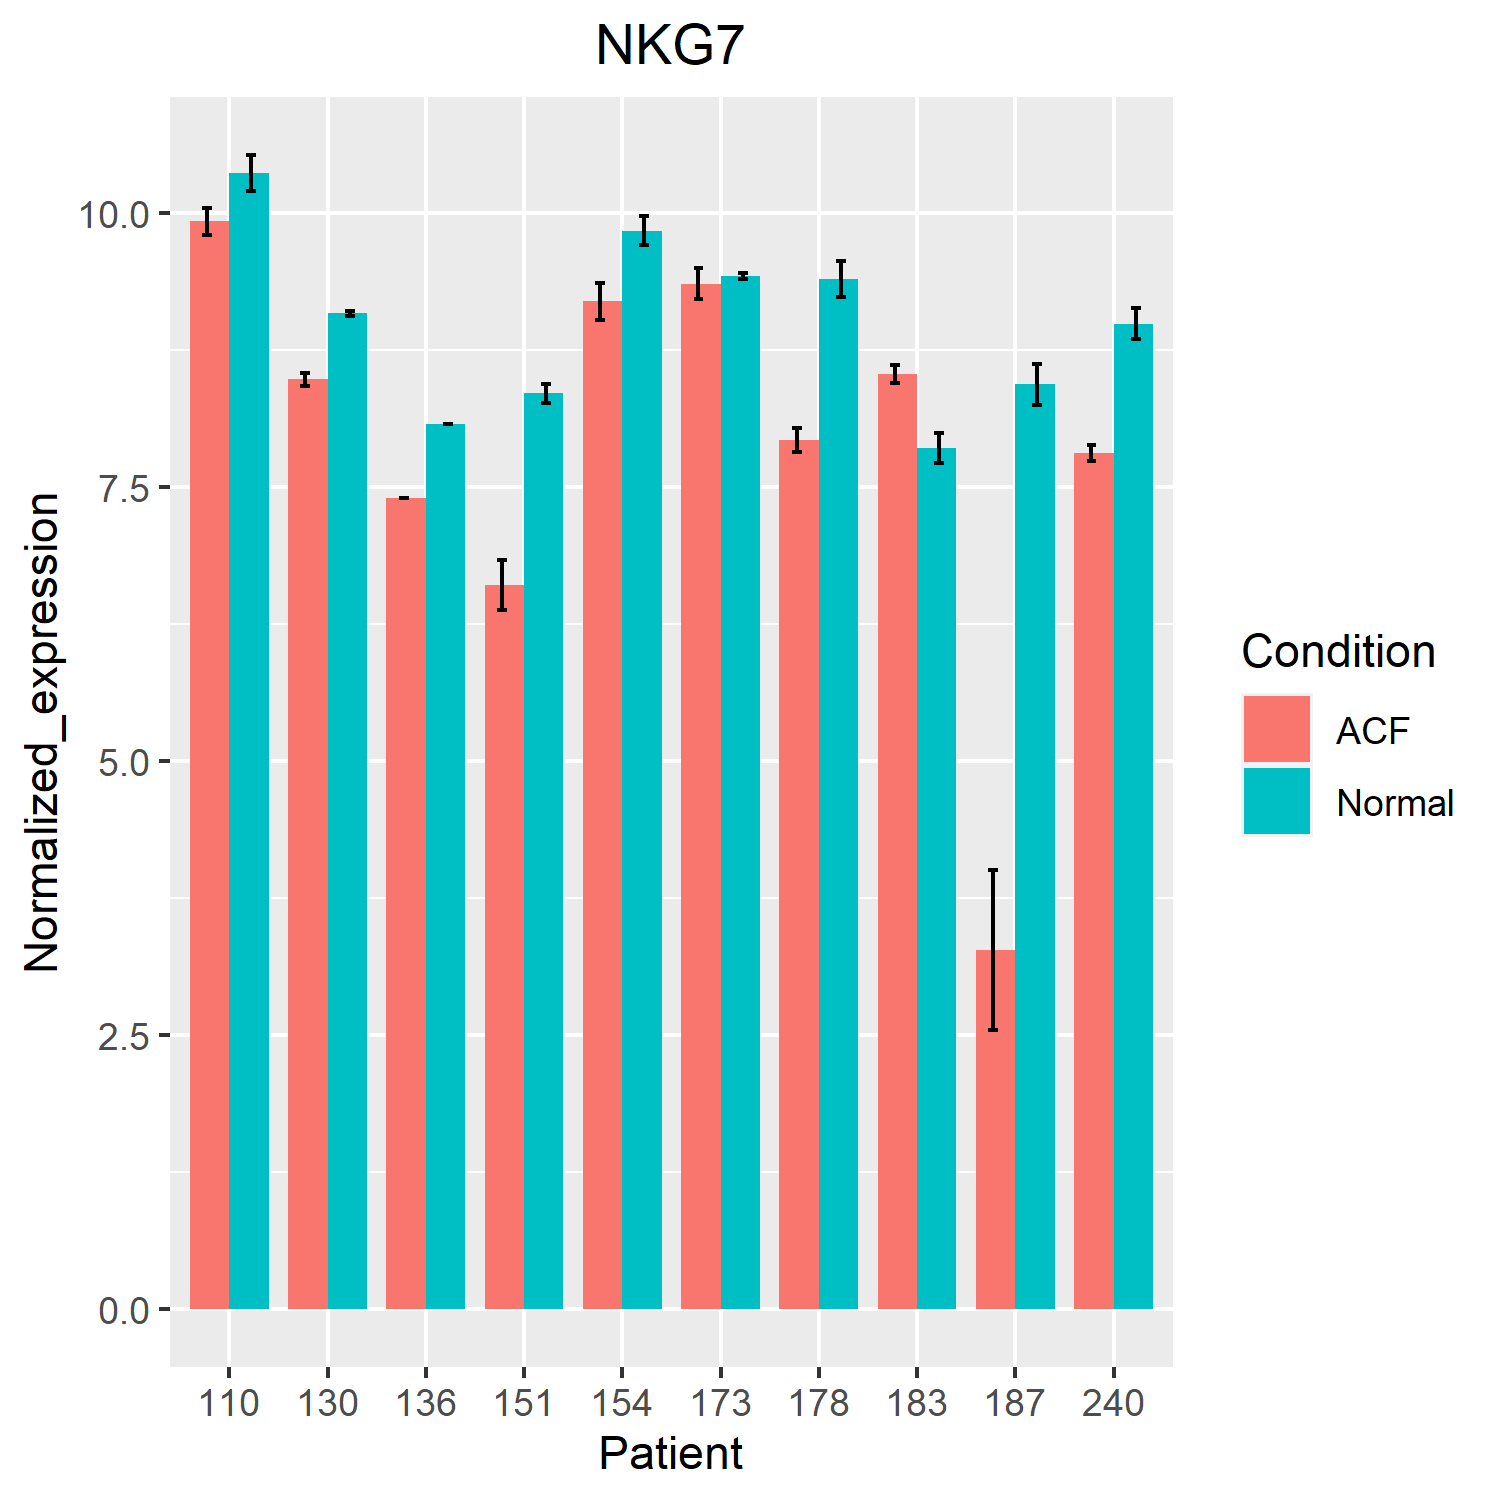 NKG7
Normalized_expression
10.0
7.5
5.0
2.5
0.0
110 130 136 151 154 173 178 183 187 240
Patient
Condition
ACF
Normal